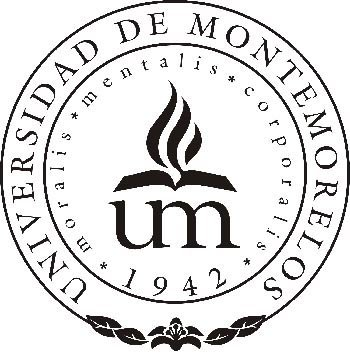 UNIVERSIDAD DE MONTEMORELOS
*moralis*mentalis*corporalis*
um
1942